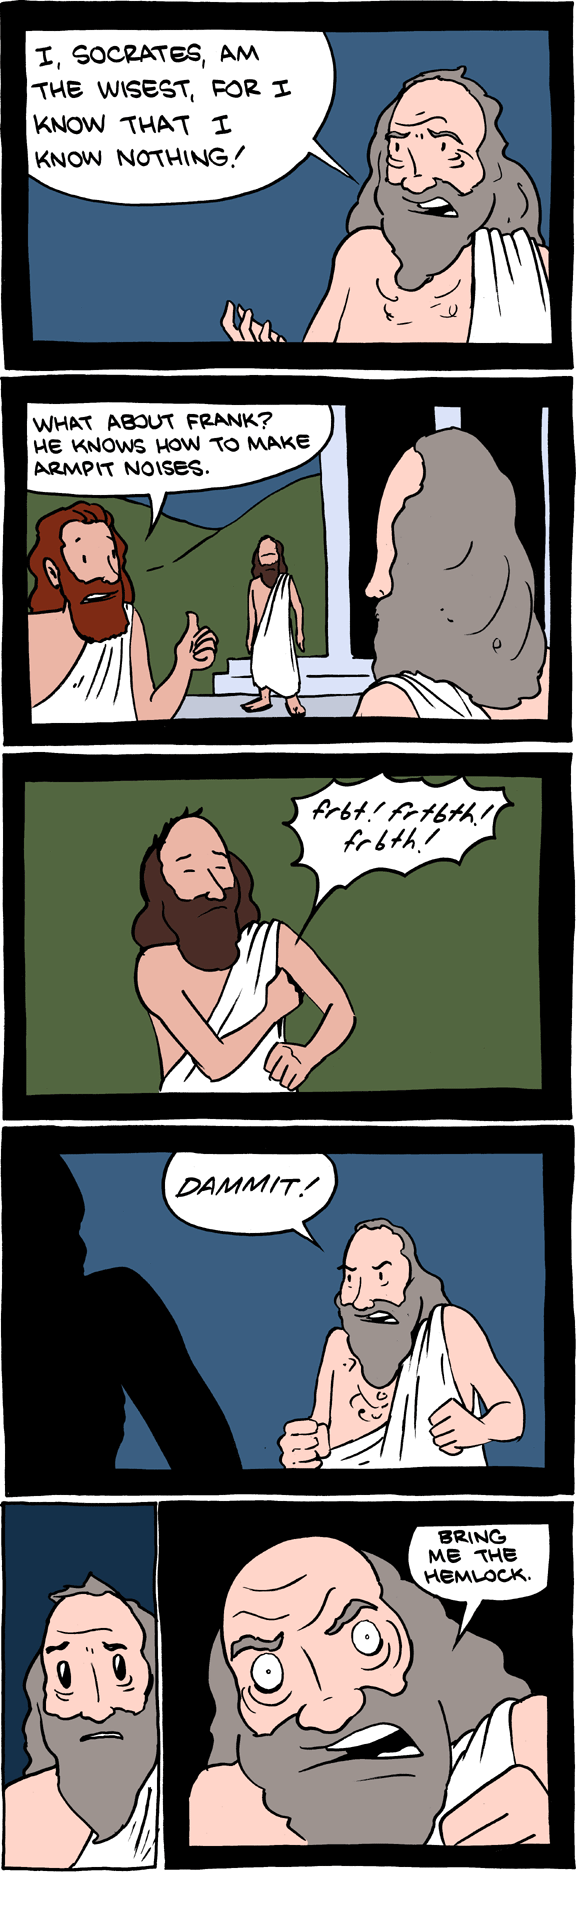 I, SOCRATES, AM
THE WISEST, FOR I
KNOW THAT I
KNOW NOTHING!
WHAT ABOUT FRANK?
HE KNOWS HOW TO MAKE
ARMPIT NOISES.
frbt! frtbth!
frbth!
DAMMIT!
BRING
ME THE
HEMLOCK.